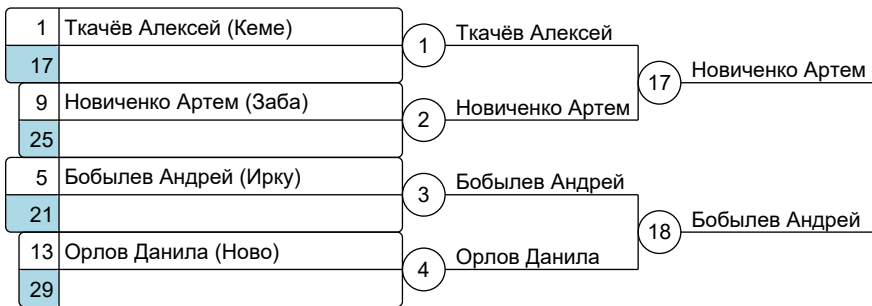 1 Ткачёв Алексей (Кеме)
17
1
Ткачёв Алексей
9 Новиченко Артем (Заба)
25
2
Новиченко Артем
17
Новиченко Артем
5 Бобылев Андрей (Ирку)
21
3
Бобылев Андрей
13 Орлов Данила (Ново)
29
4
Орлов Данила
18
Бобылев Андрей